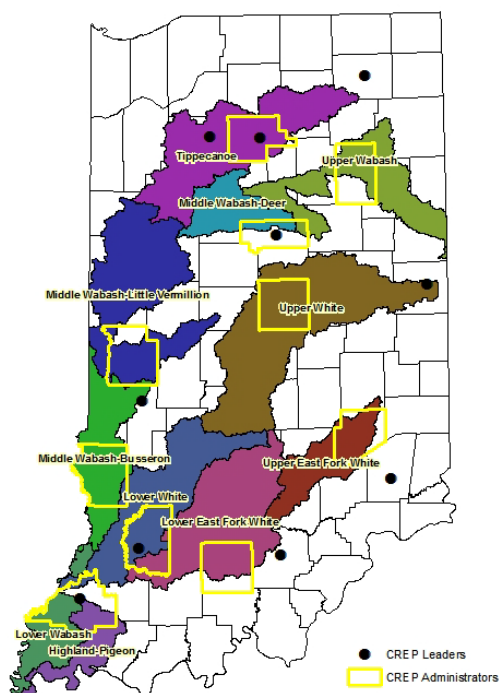 Tippecanoe
Upper Wabash
Middle Wabash-Deer
Middle Wabash-Little Vermillion
Upper White
Middle Wabash-Busseron
Upper East Fork White
Lower White
Lower East Fork White
Lower Wabash
Highland-Pigeon
CREP Leaders
CREP Administrators